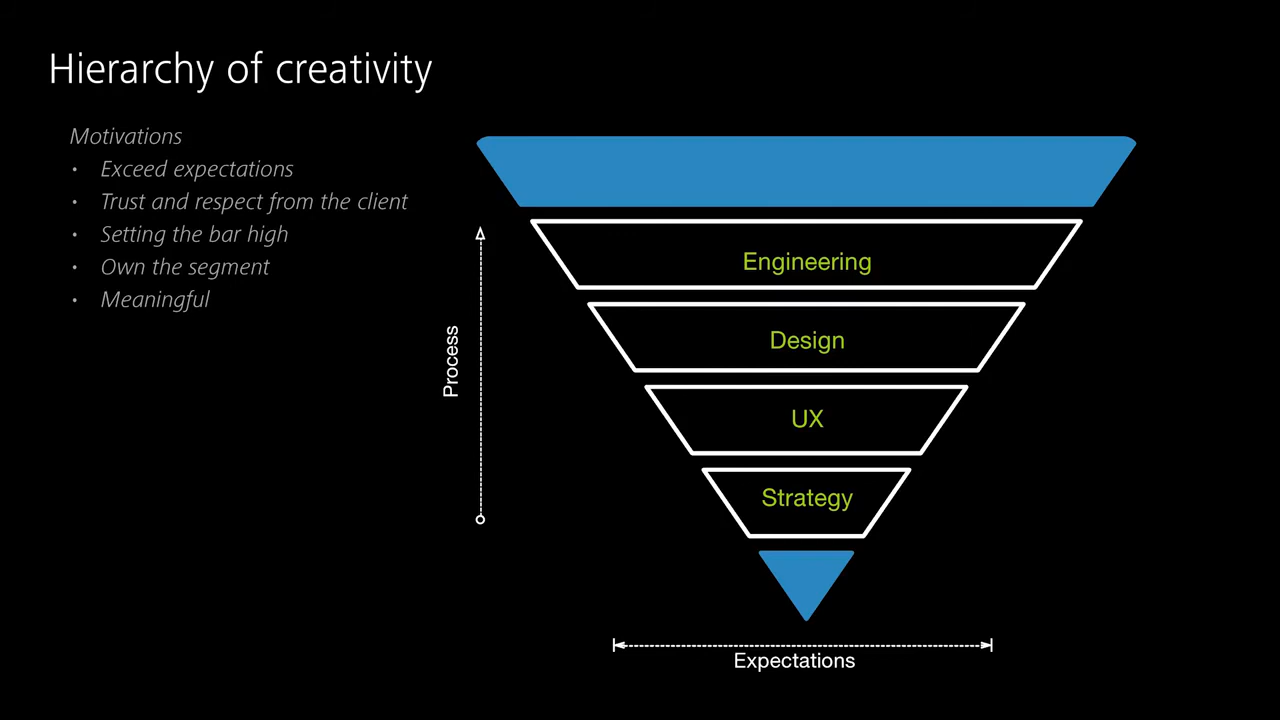 Hierarchy of creativity
Motivations
• Exceed expectations
• Trust and respect from the client
• Setting the bar high
• Own the segment
• Meaningful
Process
Engineering
Design
UX
Strategy
Expectations